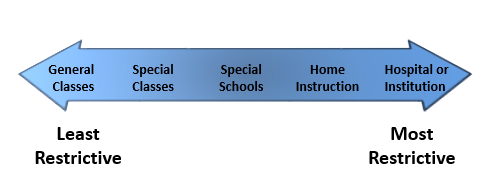 General
Classes
Special
Classes
Special
Schools
Home
Instruction
Hospital or
Institution
Least
Restrictive
Most
Restrictive